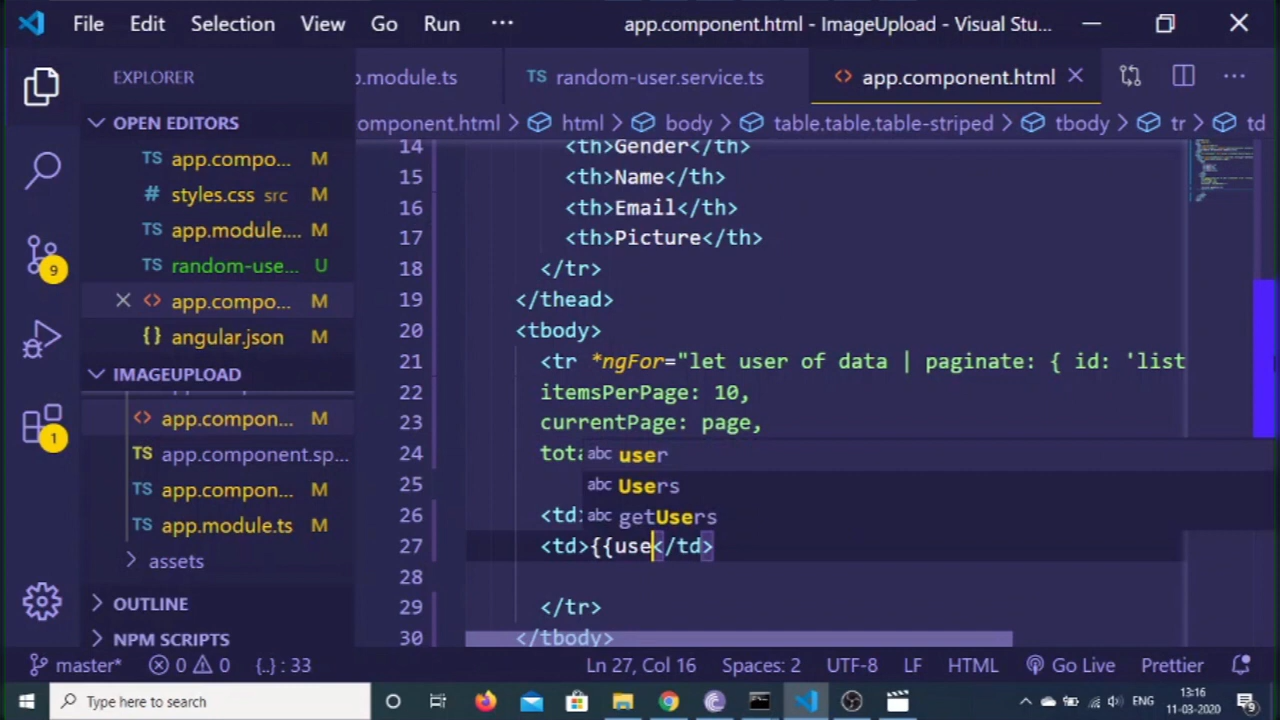 File Edit Selection View Go Run ··· app.component.html - ImageUpload - Visual Stu...
EXPLORER
OPEN EDITORS
TS app.compo... M
# styles.css src M
TS app.module.... M
TS random-use... U
<> app.compo... M
{} angular.json M
IMAGEUPLOAD
<> app.compon... M
TS app.component.sp...
TS app.compon... M
TS app.module.ts M
assets
OUTLINE
NPM SCRIPTS
9
1
p.module.ts TS random-user.service.ts <> app.component.html
omponent.html > html > body > table.table.table-striped > tbody > tr > td
14 <th>Gender</th>
15 <th>Name</th>
16 <th>Email</th>
17 <th>Picture</th>
18 </tr>
19 </thead>
20 <tbody>
21 <tr *ngFor="let user of data | paginate: { id: 'list
22 itemsPerPage: 10,
23 currentPage: page,
24 tota
abc user
25
abc Users
abc getUsers
26 <td>
27 <td>{{use</td>
28
29 </tr>
30 </tbody>
master* 0 0 {..} : 33 Ln 27, Col 16 Spaces: 2 UTF-8 LF HTML Go Live Prettier
Type here to search ENG 13:16
11-03-2020 9